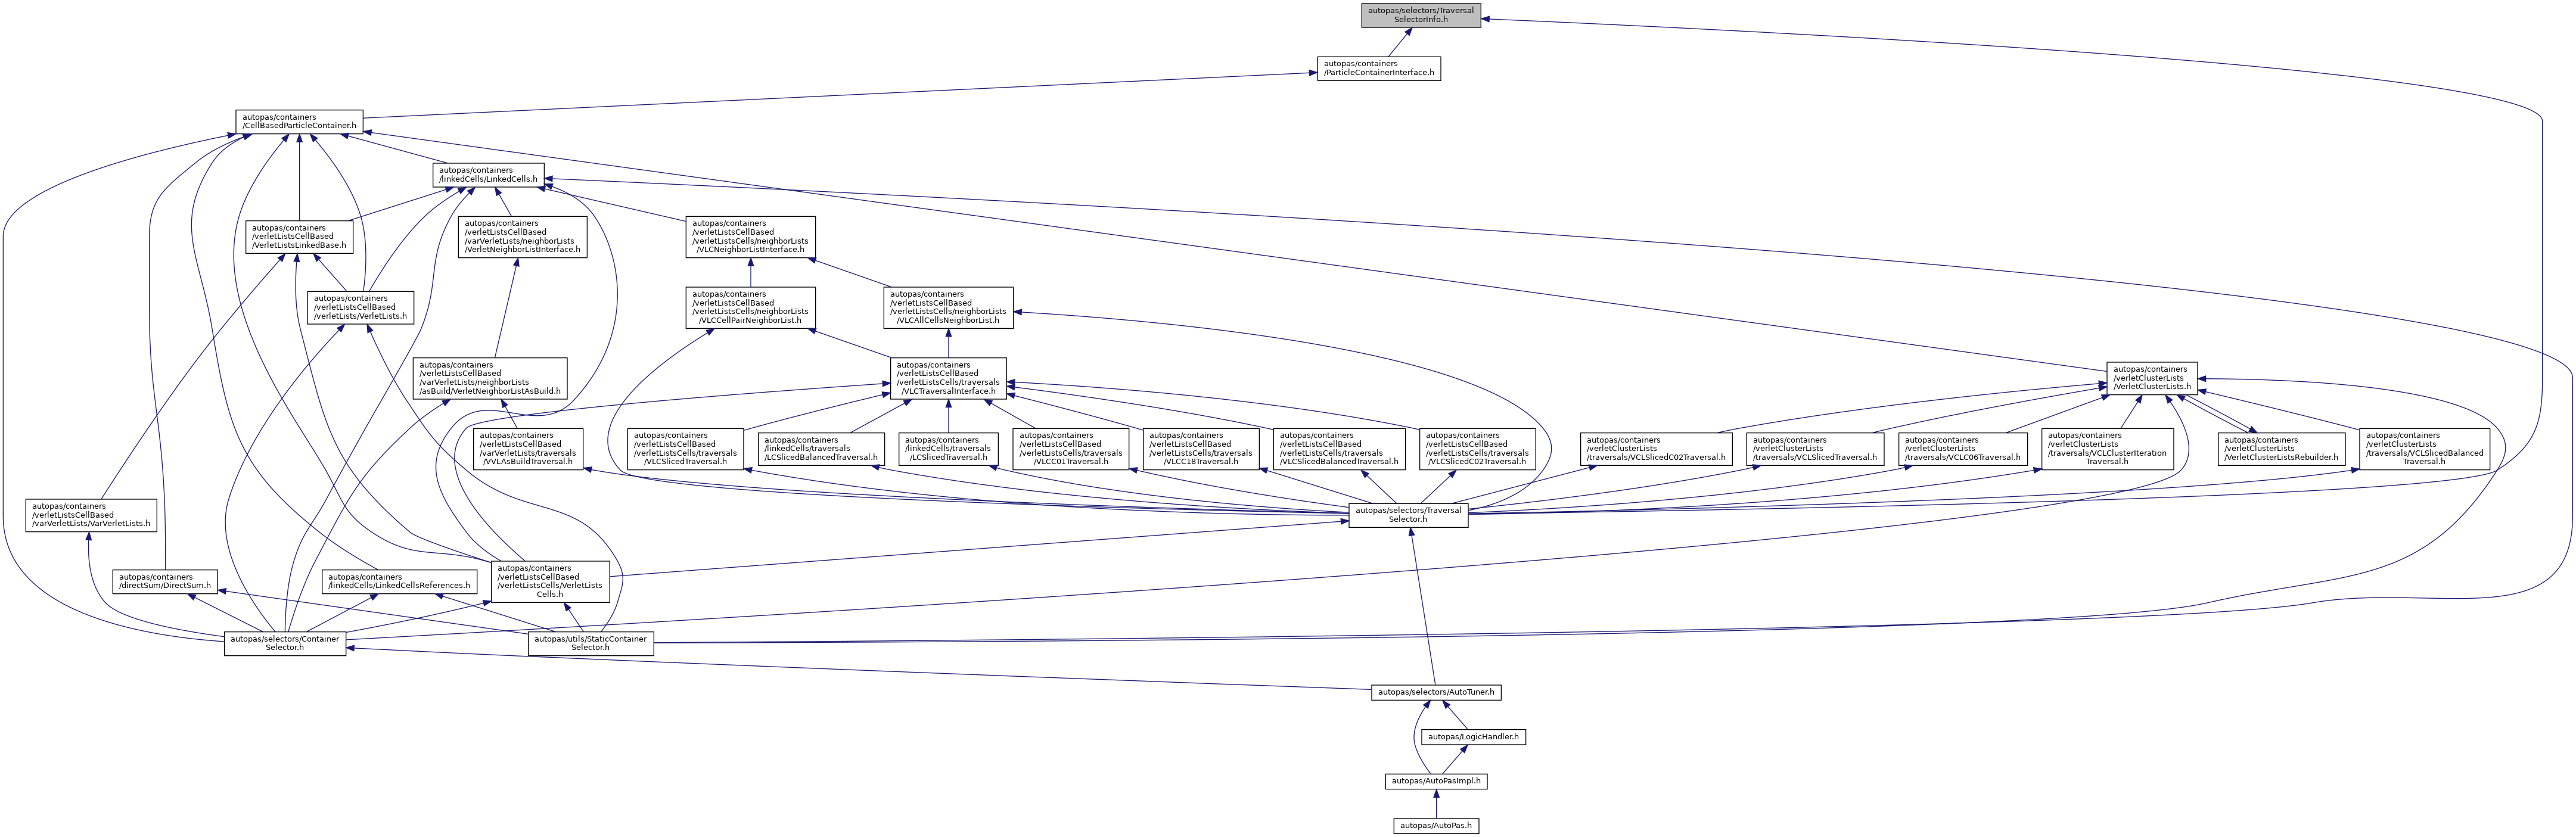 autopas/selectors/Traversal
SelectorInfo.h
autopas/containers
/ParticleContainerInterface.h
autopas/containers
/CellBasedParticleContainer.h
autopas/containers
/linkedCells/LinkedCells.h
autopas/containers
/verletListsCellBased
/VerletListsLinkedBase.h
autopas/containers
/verletListsCellBased
/varVerletLists/neighborLists
/VerletNeighborListInterface.h
autopas/containers
/verletListsCellBased
/verletListsCells/neighborLists
/VLCNeighborListInterface.h
autopas/containers
/verletListsCellBased
/verletLists/VerletLists.h
autopas/containers
/verletListsCellBased
/verletListsCells/neighborLists
/VLCCellPairNeighborList.h
autopas/containers
/verletListsCellBased
/verletListsCells/neighborLists
/VLCAllCellsNeighborList.h
autopas/containers
/verletListsCellBased
/varVerletLists/neighborLists
/asBuild/VerletNeighborListAsBuild.h
autopas/containers
/verletListsCellBased
/verletListsCells/traversals
/VLCTraversalInterface.h
autopas/containers
/verletClusterLists
/VerletClusterLists.h
autopas/containers
/verletListsCellBased
/varVerletLists/traversals
/VVLAsBuildTraversal.h
autopas/containers
/verletListsCellBased
/verletListsCells/traversals
/VLCSlicedTraversal.h
autopas/containers
/linkedCells/traversals
/LCSlicedBalancedTraversal.h
autopas/containers
/linkedCells/traversals
/LCSlicedTraversal.h
autopas/containers
/verletListsCellBased
/verletListsCells/traversals
/VLCC01Traversal.h
autopas/containers
/verletListsCellBased
/verletListsCells/traversals
/VLCC18Traversal.h
autopas/containers
/verletListsCellBased
/verletListsCells/traversals
/VLCSlicedBalancedTraversal.h
autopas/containers
/verletListsCellBased
/verletListsCells/traversals
/VLCSlicedC02Traversal.h
autopas/containers
/verletClusterLists
/traversals/VCLSlicedC02Traversal.h
autopas/containers
/verletClusterLists
/traversals/VCLSlicedTraversal.h
autopas/containers
/verletClusterLists
/traversals/VCLC06Traversal.h
autopas/containers
/verletClusterLists
/traversals/VCLClusterIteration
Traversal.h
autopas/containers
/verletClusterLists
/VerletClusterListsRebuilder.h
autopas/containers
/verletClusterLists
/traversals/VCLSlicedBalanced
Traversal.h
autopas/containers
/verletListsCellBased
/varVerletLists/VarVerletLists.h
autopas/selectors/Traversal
Selector.h
autopas/containers
/directSum/DirectSum.h
autopas/containers
/linkedCells/LinkedCellsReferences.h
autopas/containers
/verletListsCellBased
/verletListsCells/VerletLists
Cells.h
autopas/selectors/Container
Selector.h
autopas/utils/StaticContainer
Selector.h
autopas/selectors/AutoTuner.h
autopas/LogicHandler.h
autopas/AutoPasImpl.h
autopas/AutoPas.h